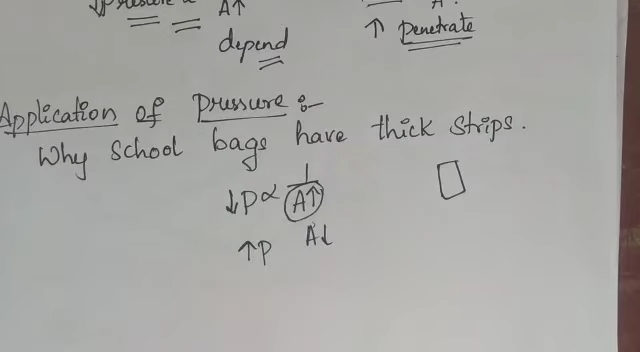 ↓Pressure ∝ A↑
depend
↑ Penetrate
Application of Pressure :-
Why School bags have thick Strips.
↓P ∝ 1
A↑
↑P A↓